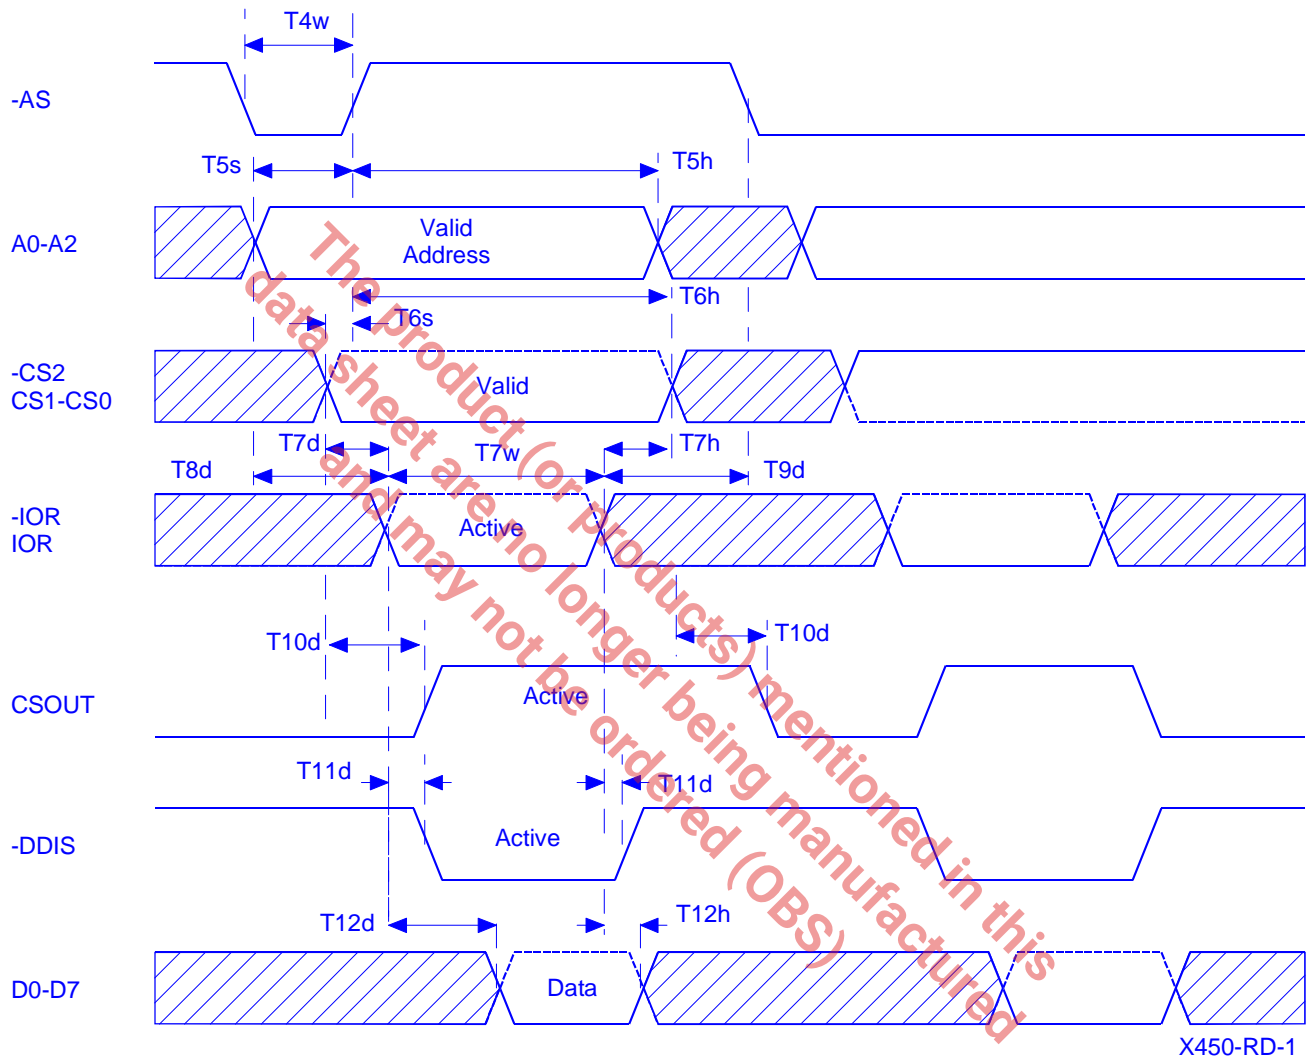 T4w
-AS
T5s
T5h
A0-A2
Valid
Address
T6h
T6s
-CS2
CS1-CS0
Valid
T7d
T7w
T7h
T8d
T9d
-IOR
IOR
Active
T10d
T10d
CSOUT
Active
T11d
T11d
-DDIS
Active
T12d
T12h
D0-D7
Data
X450-RD-1
The product (or products) mentioned in this
data sheet are no longer being manufactured
and may not be ordered (OBS)